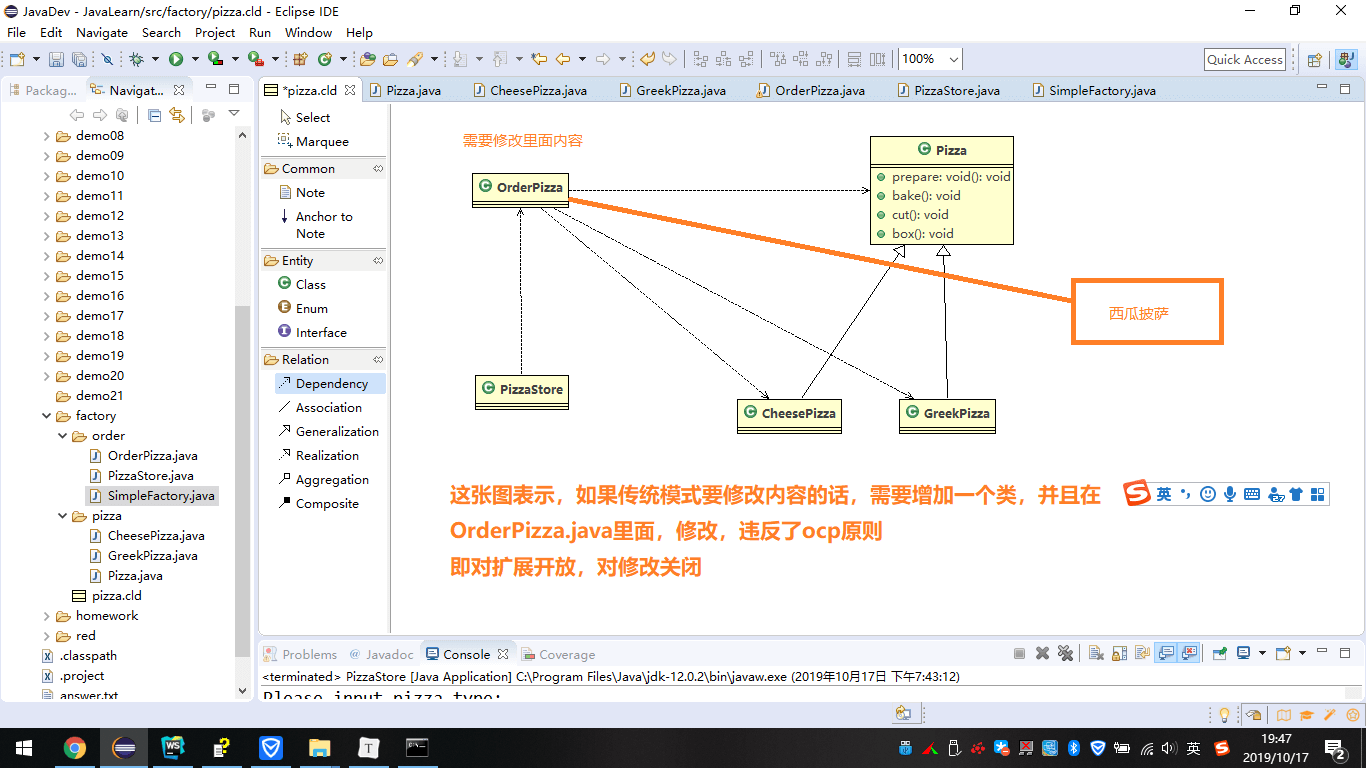 JavaDev - JavaLearn/src/factory/pizza.cld - Eclipse IDE
File Edit Navigate Search Project Run Window Help
100%
Quick Access
Packag...
Navigat...
*pizza.cld
Pizza.java
CheesePizza.java
GreekPizza.java
OrderPizza.java
PizzaStore.java
SimpleFactory.java
demo08
demo09
demo10
demo11
demo12
demo13
demo14
demo15
demo16
demo17
demo18
demo19
demo20
demo21
factory
order
OrderPizza.java
PizzaStore.java
SimpleFactory.java
pizza
CheesePizza.java
GreekPizza.java
Pizza.java
pizza.cld
homework
red
.classpath
.project
answer.txt
Select
Marquee
Common
Note
Anchor to
Note
Entity
Class
Enum
Interface
Relation
Dependency
Association
Generalization
Realization
Aggregation
Composite
需要修改里面内容
OrderPizza
Pizza
prepare: void(): void
bake(): void
cut(): void
box(): void
西瓜披萨
PizzaStore
CheesePizza
GreekPizza
这张图表示，如果传统模式要修改内容的话，需要增加一个类，并且在
OrderPizza.java里面，修改，违反了ocp原则
即对扩展开放，对修改关闭
英
Problems
Javadoc
Console
Coverage
<terminated> PizzaStore [Java Application] C:\Program Files\Java\jdk-12.0.2\bin\javaw.exe (2019年10月17日 下午7:43:12)
Please input pizza type:
英
19:47
2019/10/17
2